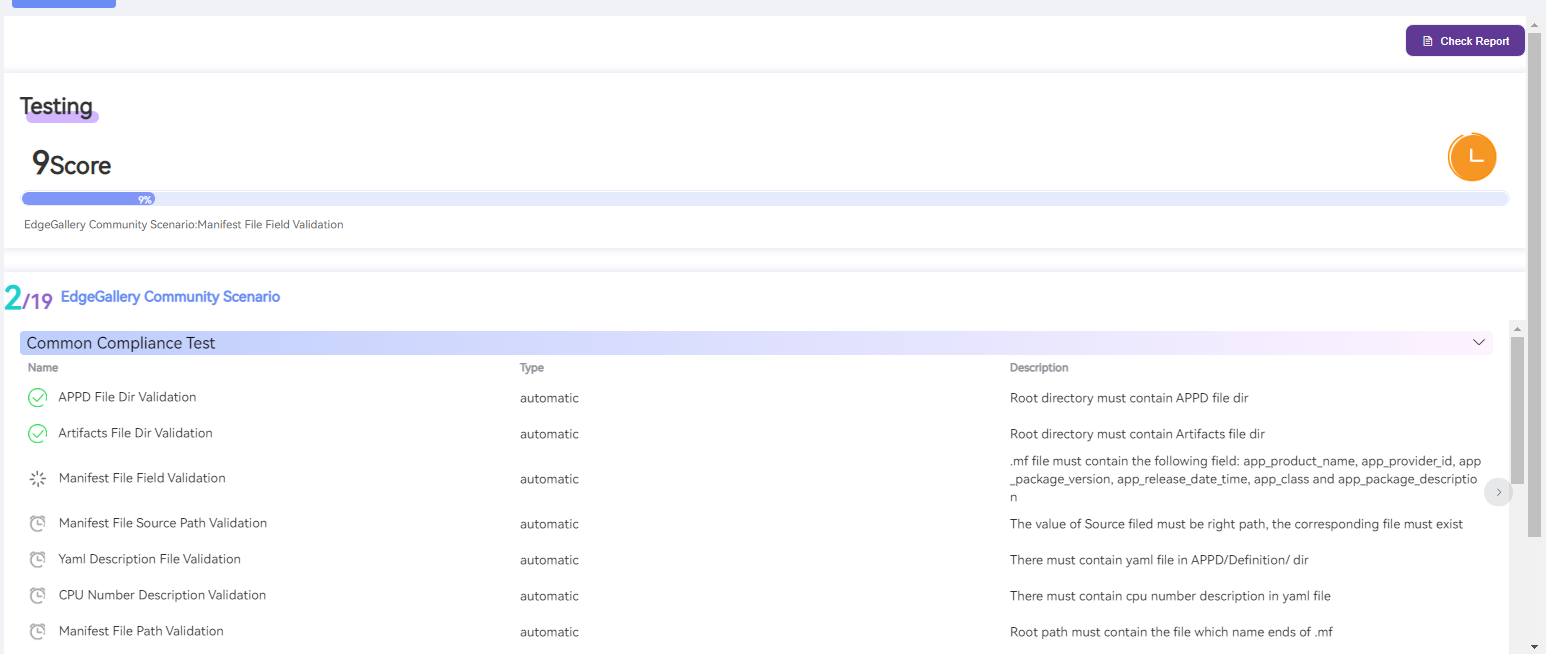 Check Report
Testing
9Score
9%
EdgeGallery Community Scenario:Manifest File Field Validation
2/19 EdgeGallery Community Scenario
Common Compliance Test
Name Type Description
APPD File Dir Validation automatic Root directory must contain APPD file dir
Artifacts File Dir Validation automatic Root directory must contain Artifacts file dir
Manifest File Field Validation automatic .mf file must contain the following field: app_product_name, app_provider_id, app
_package_version, app_release_date_time, app_class and app_package_descriptio
n
Manifest File Source Path Validation automatic The value of Source filed must be right path, the corresponding file must exist
Yaml Description File Validation automatic There must contain yaml file in APPD/Definition/ dir
CPU Number Description Validation automatic There must contain cpu number description in yaml file
Manifest File Path Validation automatic Root path must contain the file which name ends of .mf